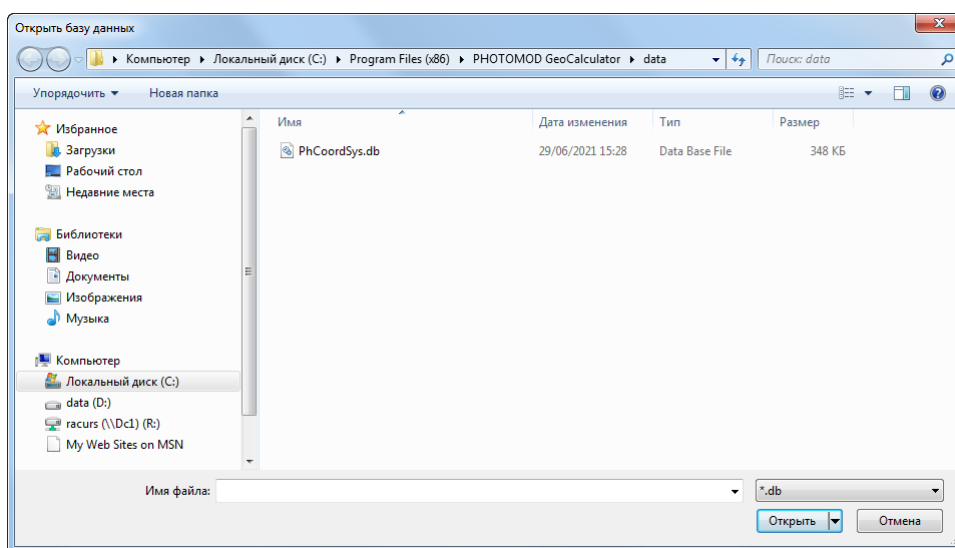 Открыть базу данных
Компьютер ▸ Локальный диск (C:) ▸ Program Files (x86) ▸ PHOTOMOD GeoCalculator ▸ data
Поиск: data
Упорядочить Новая папка
Имя Дата изменения Тип Размер
PhCoordSys.db 29/06/2021 15:28 Data Base File 348 КБ
Избранное
Загрузки
Рабочий стол
Недавние места
Библиотеки
Видео
Документы
Изображения
Музыка
Компьютер
Локальный диск (C:)
data (D:)
racurs (\\Dc1) (R:)
My Web Sites on MSN
Имя файла:
*.db
Открыть Отмена